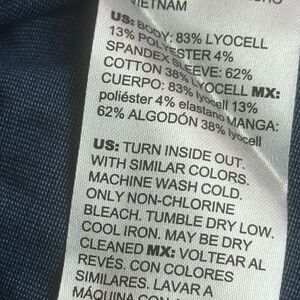 VIETNAM
US: BODY: 83% LYOCELL
13% POLYESTER 4%
SPANDEX SLEEVE: 62%
COTTON 38% LYOCELL MX:
CUERPO: 83% lyocell 13%
poliéster 4% elastano MANGA:
62% ALGODÓN 38% lyocell
US: TURN INSIDE OUT.
WITH SIMILAR COLORS.
MACHINE WASH COLD.
ONLY NON-CHLORINE
BLEACH. TUMBLE DRY LOW.
COOL IRON. MAY BE DRY
CLEANED MX: VOLTEAR AL
REVÉS. CON COLORES
SIMILARES. LAVAR A
MÁQUINA CON